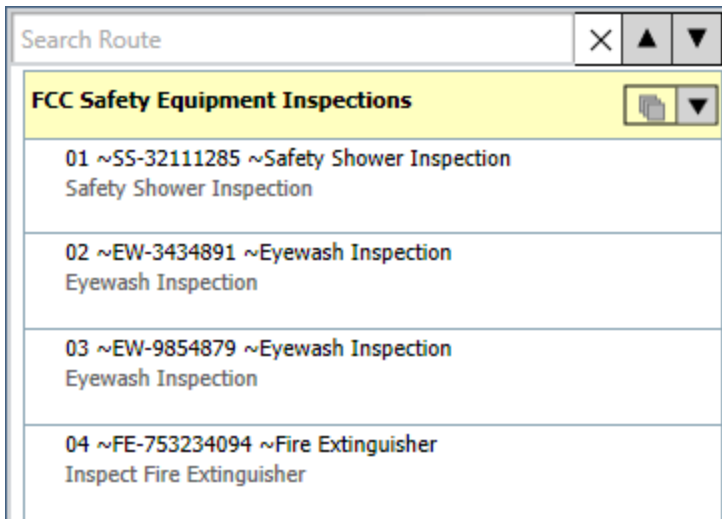 Search Route
FCC Safety Equipment Inspections
01 ~SS-32111285 ~Safety Shower Inspection
Safety Shower Inspection
02 ~EW-3434891 ~Eyewash Inspection
Eyewash Inspection
03 ~EW-9854879 ~Eyewash Inspection
Eyewash Inspection
04 ~FE-753234094 ~Fire Extinguisher
Inspect Fire Extinguisher